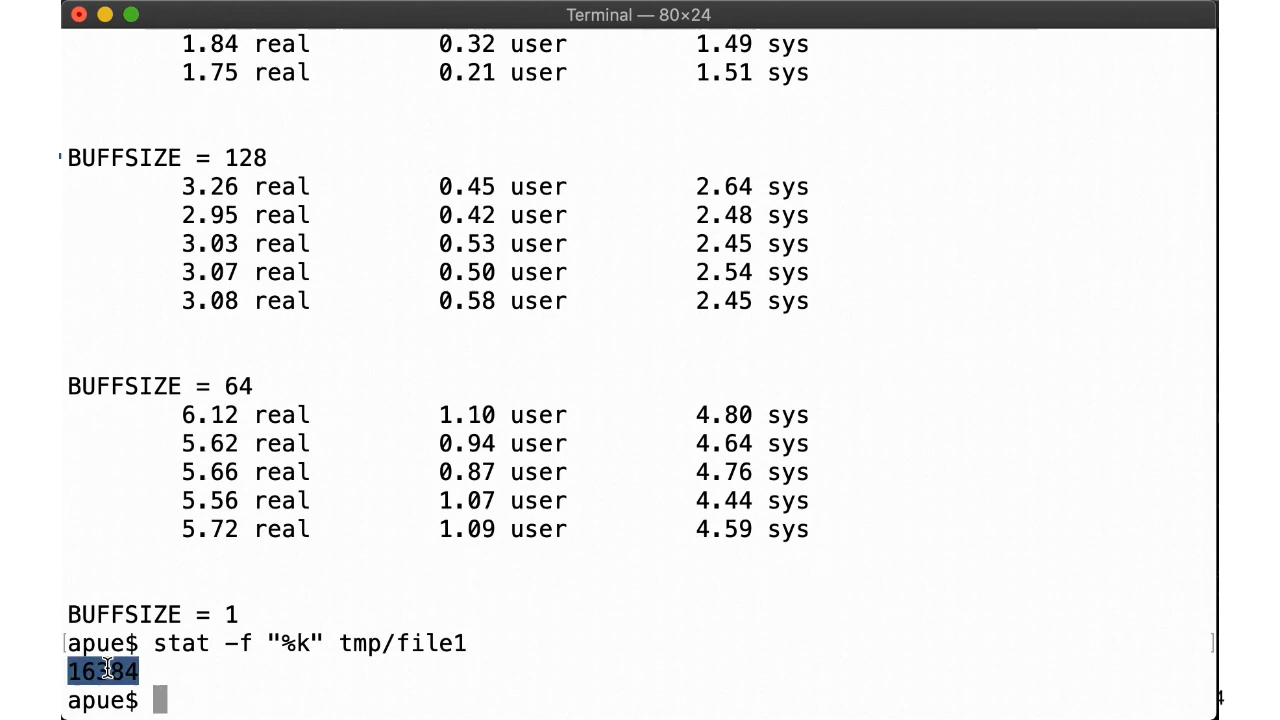 Terminal — 80×24
1.84 real 0.32 user 1.49 sys
1.75 real 0.21 user 1.51 sys
BUFFSIZE = 128
3.26 real 0.45 user 2.64 sys
2.95 real 0.42 user 2.48 sys
3.03 real 0.53 user 2.45 sys
3.07 real 0.50 user 2.54 sys
3.08 real 0.58 user 2.45 sys
BUFFSIZE = 64
6.12 real 1.10 user 4.80 sys
5.62 real 0.94 user 4.64 sys
5.66 real 0.87 user 4.76 sys
5.56 real 1.07 user 4.44 sys
5.72 real 1.09 user 4.59 sys
BUFFSIZE = 1
[apue$ stat -f "%k" tmp/file1 ]
16384
apue$
4